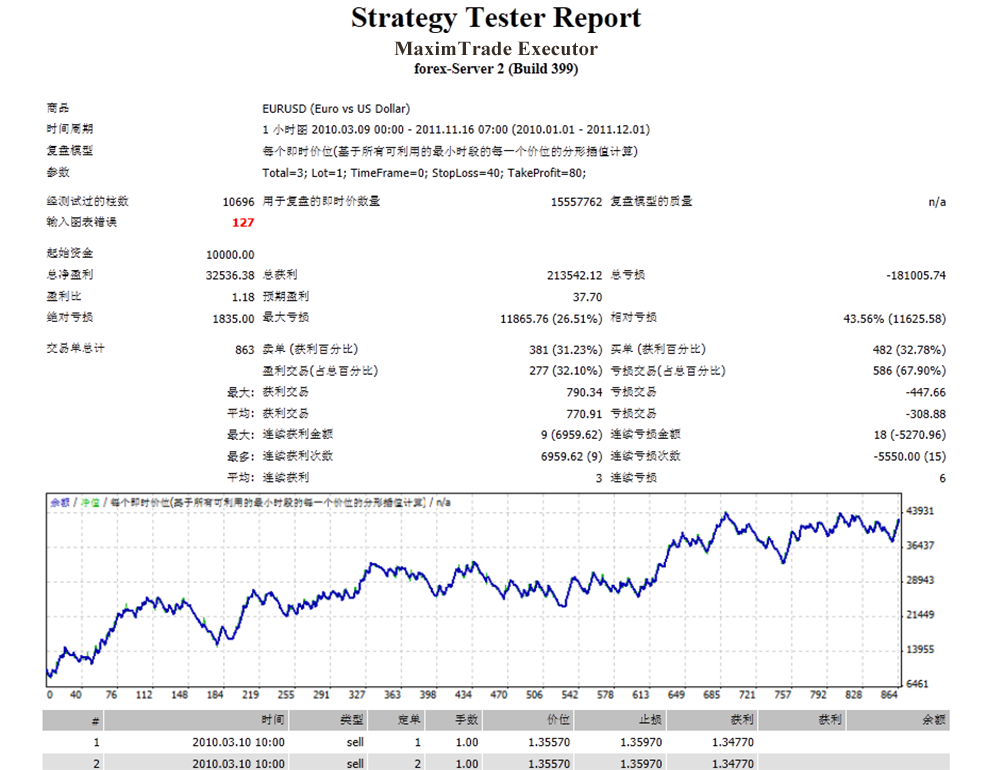 Strategy Tester Report
MaximTrade Executor
forex-Server 2 (Build 399)
商品 EURUSD (Euro vs US Dollar)
时间周期 1 小时图 2010.03.09 00:00 - 2011.11.16 07:00 (2010.01.01 - 2011.12.01)
复盘模型 每个即时价位(基于所有可利用的最小时段的每一个价位的分形插值计算)
参数 Total=3; Lot=1; TimeFrame=0; StopLoss=40; TakeProfit=80;
经测试过的柱数 10696 用于复盘的即时价数量 15557762 复盘模型的质量 n/a
输入图表错误 127
起始资金 10000.00
总净盈利 32536.38 总获利 213542.12 总亏损 -181005.74
盈利比 1.18 预期盈利 37.70
绝对亏损 1835.00 最大亏损 11865.76 (26.51%) 相对亏损 43.56% (11625.58)
交易单总计 863 卖单 (获利百分比) 381 (31.23%) 买单 (获利百分比) 482 (32.78%)
盈利交易(占总百分比) 277 (32.10%) 亏损交易(占总百分比) 586 (67.90%)
最大: 获利交易 790.34 亏损交易 -447.66
平均: 获利交易 770.91 亏损交易 -308.88
最大: 连续获利金额 9 (6959.62) 连续亏损金额 18 (-5270.96)
最多: 连续获利次数 6959.62 (9) 连续亏损次数 -5550.00 (15)
平均: 连续获利 3 连续亏损 6
余额 / 净值 / 每个即时价位(基于所有可利用的最小时段的每一个价位的分形插值计算) / n/a
43931
36437
28943
21449
13955
6461
0 40 76 112 148 184 219 255 291 327 363 398 434 470 506 542 578 613 649 685 721 757 792 828 864
# 时间 类型 定单 手数 价位 止损 获利 获利 余额
1 2010.03.10 10:00 sell 1 1.00 1.35570 1.35970 1.34770
2 2010.03.10 10:00 sell 2 1.00 1.35570 1.35970 1.34770